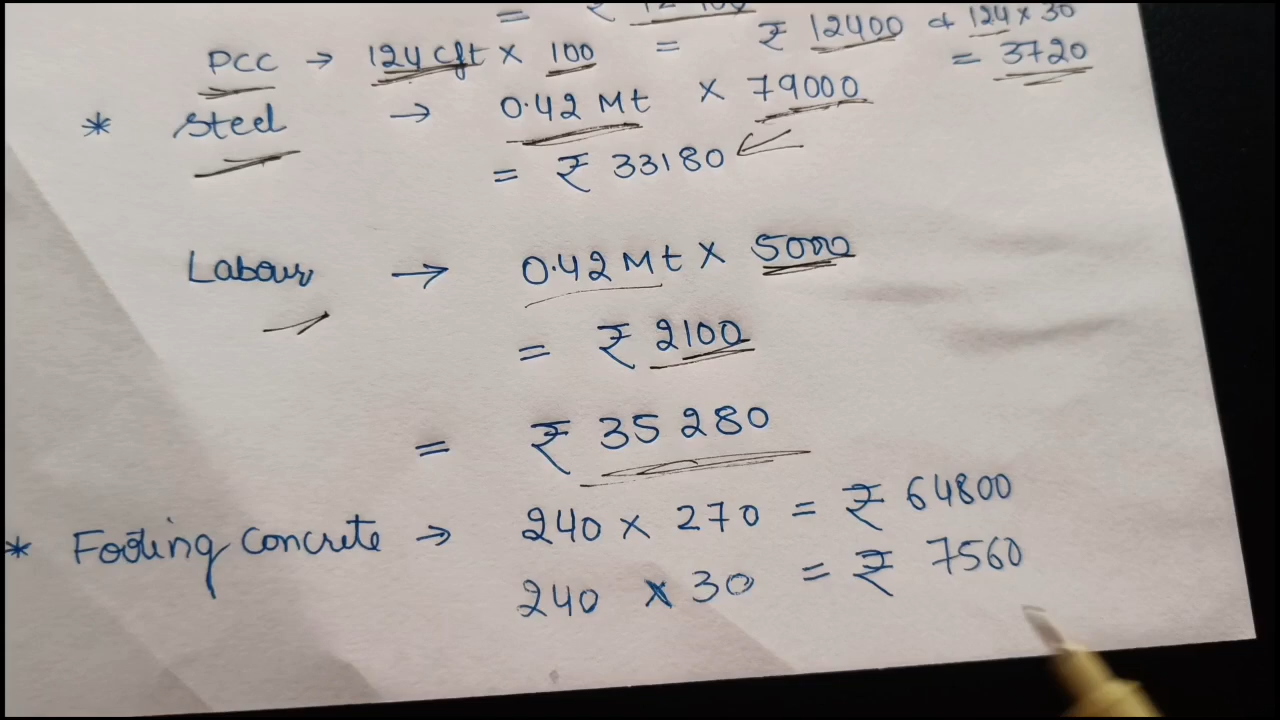 PCC → 124 cft × 100 = ₹ 12400 & 124 × 30
= 3720
* Steel → 0.42 Mt × 79000
= ₹ 33180
Labour → 0.42 Mt × 5000
= ₹ 2100
= ₹ 35280
* Footing Concrete → 240 × 270 = ₹ 64800
240 × 30 = ₹ 7560